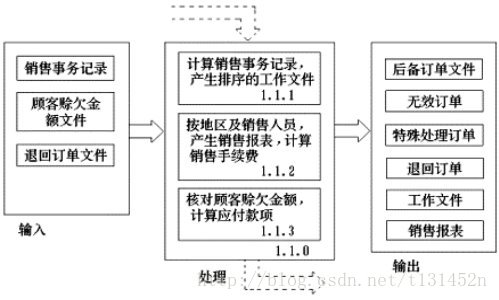 销售事务记录
顾客赊欠金
额文件
退回订单文件
输入
计算销售事务记录，
产生排序的工作文件
1.1.1
按地区及销售人员，
产生销售报表，计算
销售手续费
1.1.2
核对顾客赊欠金额，
计算应付款项
1.1.3
1.1.0
处理
后备订单文件
无效订单
特殊处理订单
退回订单
工作文件
销售报表
输出
http://blog.csdn.net/t131452n